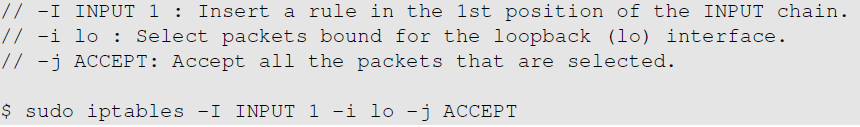 // -I INPUT 1 : Insert a rule in the 1st position of the INPUT chain.
// -i lo : Select packets bound for the loopback (lo) interface.
// -j ACCEPT: Accept all the packets that are selected.
$ sudo iptables -I INPUT 1 -i lo -j ACCEPT